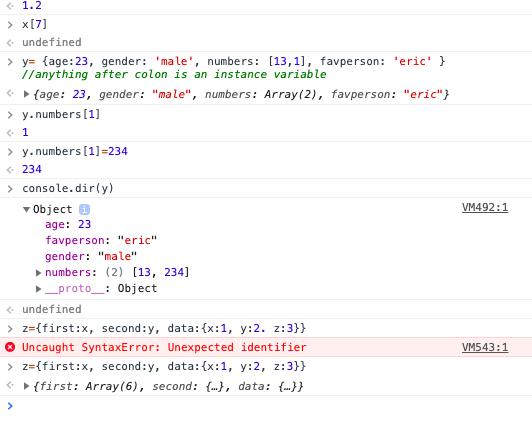 1.2
x[7]
undefined
y= {age:23, gender: 'male', numbers: [13,1], favperson: 'eric' }
//anything after colon is an instance variable
{age: 23, gender: "male", numbers: Array(2), favperson: "eric"}
y.numbers[1]
1
y.numbers[1]=234
234
console.dir(y)
Object i VM492:1
age: 23
favperson: "eric"
gender: "male"
numbers: (2) [13, 234]
__proto__: Object
undefined
z={first:x, second:y, data:{x:1, y:2. z:3}}
Uncaught SyntaxError: Unexpected identifier VM543:1
z={first:x, second:y, data:{x:1, y:2, z:3}}
{first: Array(6), second: {…}, data: {…}}